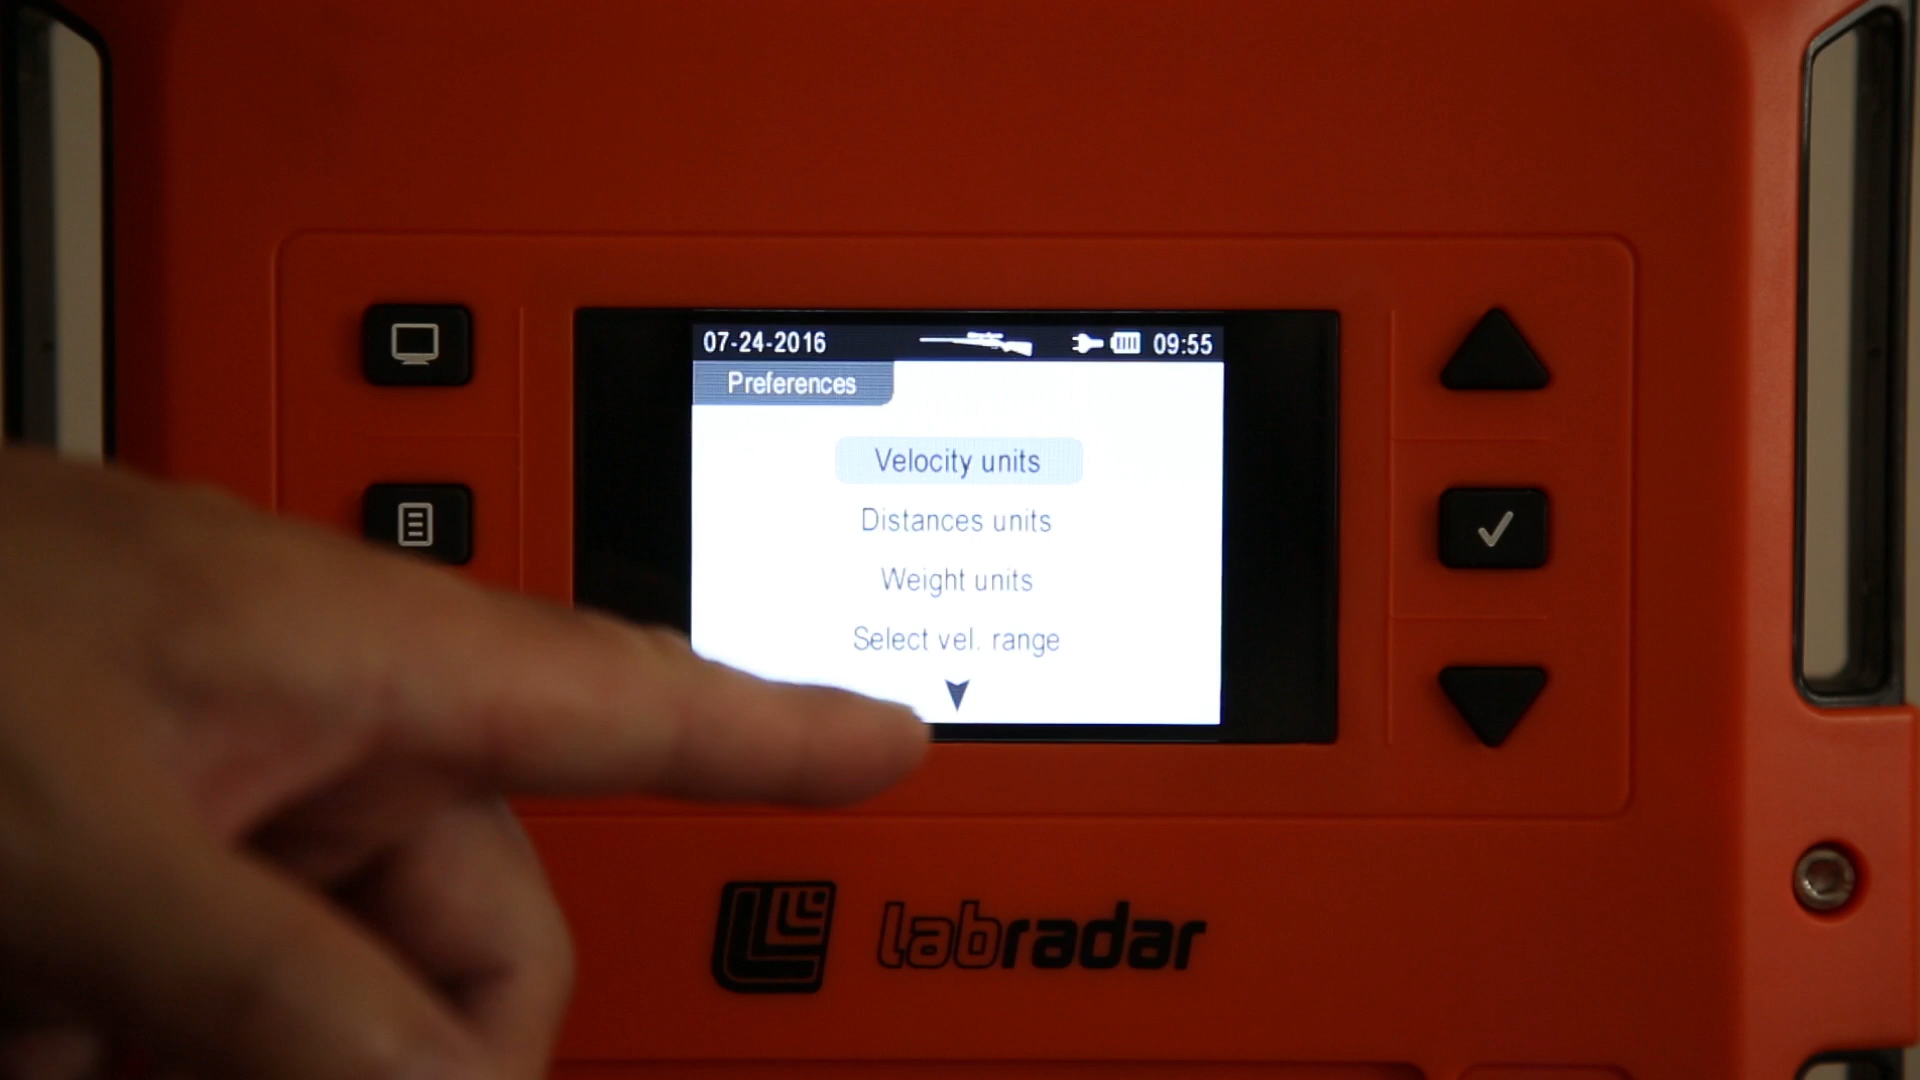 07-24-2016 09:55
Preferences
Velocity units
Distances units
Weight units
Select vel. range
labradar